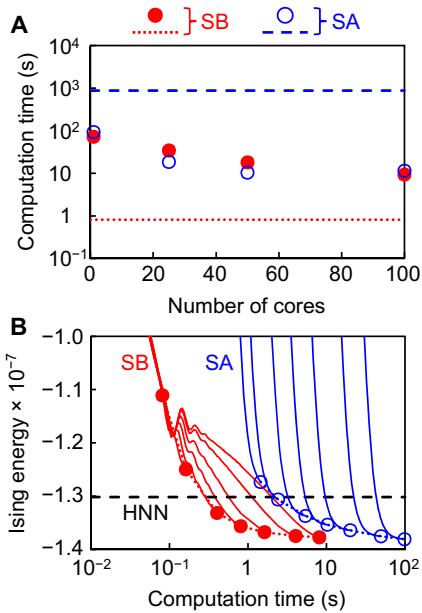 A
SB
SA
Computation time (s)
10⁴
10³
10²
10
1
10⁻¹
0
20
40
60
80
100
Number of cores
B
Ising energy × 10⁻⁷
−1.0
−1.1
−1.2
−1.3
−1.4
SB
SA
HNN
10⁻²
10⁻¹
1
10
10²
Computation time (s)